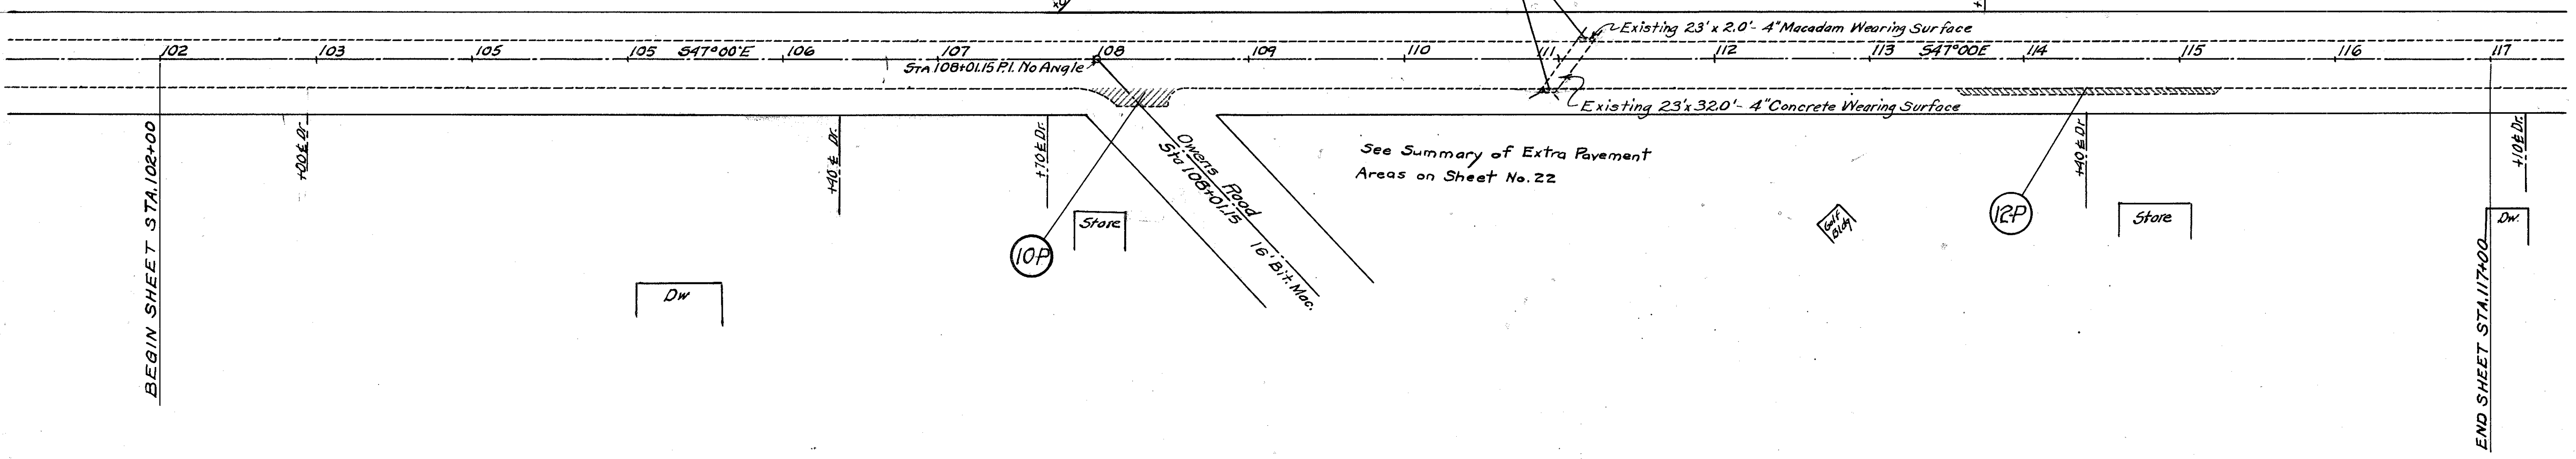 Existing 23' x 2.0' - 4" Macadam Wearing Surface
102 103 105 105 S47°00'E 106 107 108 109 110 111 112 113 S47°00E 114 115 116 117
STA 108+01.15 P.I. No Angle
Existing 23' x 32.0' - 4" Concrete Wearing Surface
BEGIN SHEET STA. 102+00
+00 ℄ Dr.
+40 ℄ Dr.
+70 ℄ Dr.
Owens Road
Sta 108+01.15
16' Bit. Mac.
See Summary of Extra Pavement
Areas on Sheet No. 22
+40 ℄ Dr.
+10 ℄ Dr.
10P
Store
Golf
Bldg
12P
Store
Dw.
Dw
END SHEET STA. 117+00